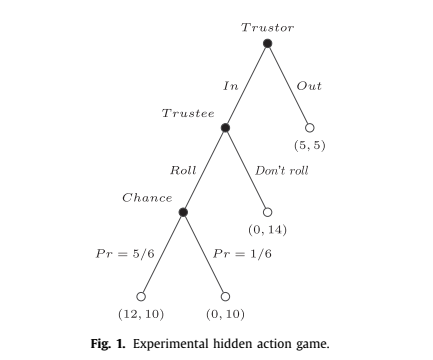 Trustor
In
Out
Trustee
(5, 5)
Roll
Don't roll
Chance
(0, 14)
Pr = 5/6
Pr = 1/6
(12, 10)
(0, 10)
Fig. 1. Experimental hidden action game.